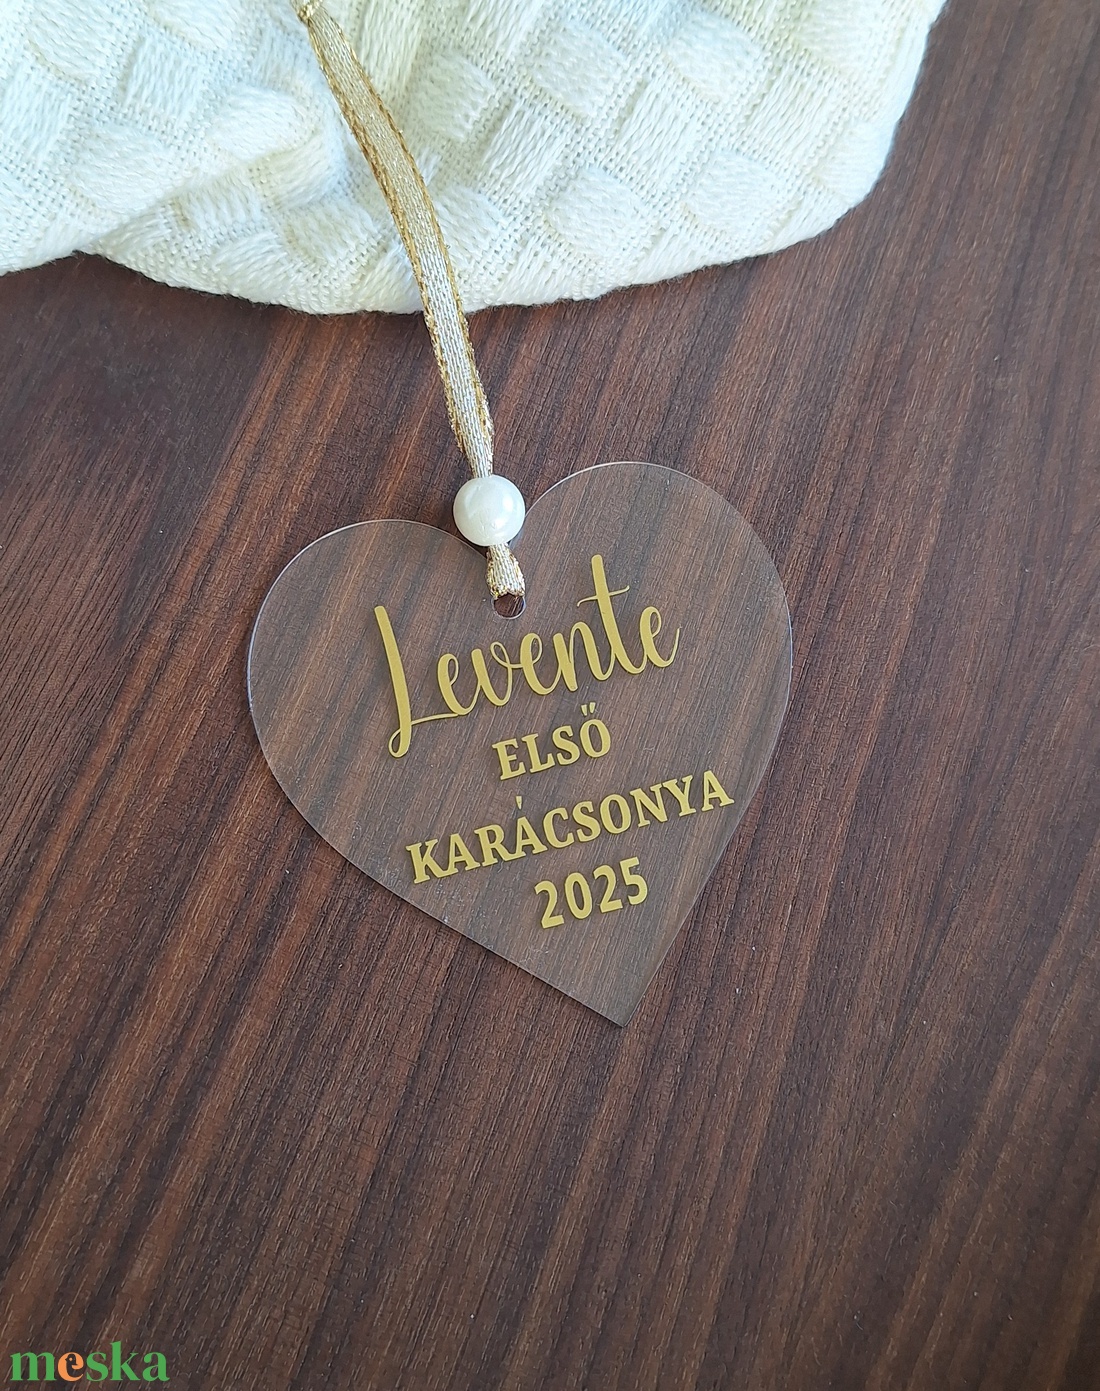 Levente
ELSŐ
KARÁCSONYA
2025
meska